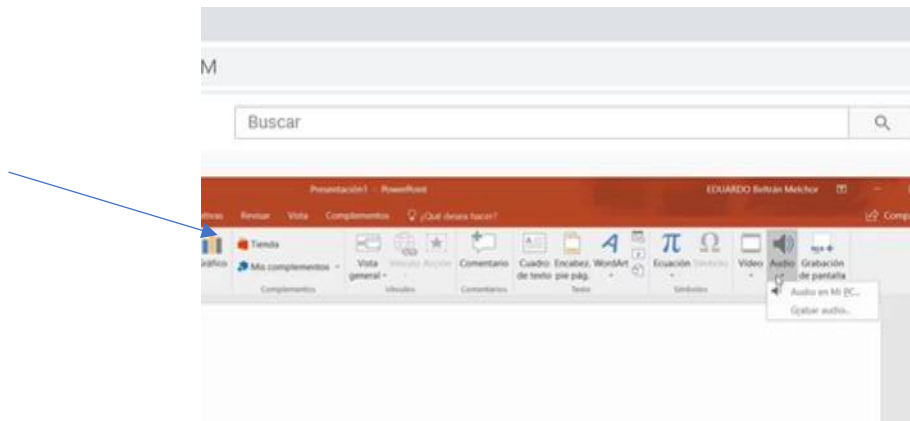 M
Buscar
Presentación1 - PowerPoint
EDUARDO Beltrán Melchor
Revisar Vista Complementos ¿Qué desea hacer?
Gráfico
Tienda
Mis complementos
Complementos
Vista general
Acción
Vínculos
Comentario
Comentarios
Cuadro de texto
Encabez. pie pág.
WordArt
Texto
Ecuación
Símbolo
Símbolos
Vídeo
Audio
Grabación de pantalla
Audio en Mi PC...
Grabar audio...